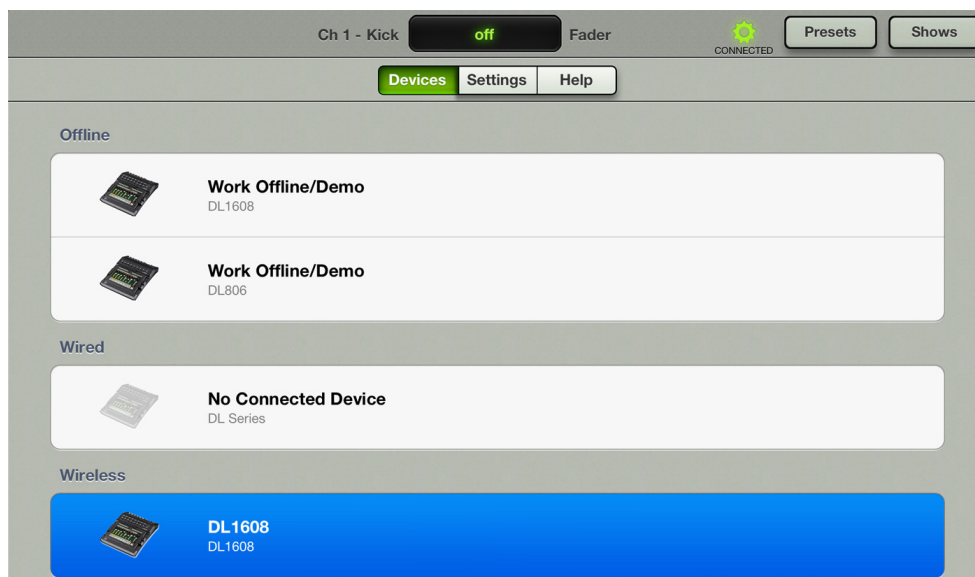 Ch 1 - Kick off Fader CONNECTED Presets Shows
Devices Settings Help
Offline
Work Offline/Demo
DL1608
Work Offline/Demo
DL806
Wired
No Connected Device
DL Series
Wireless
DL1608
DL1608